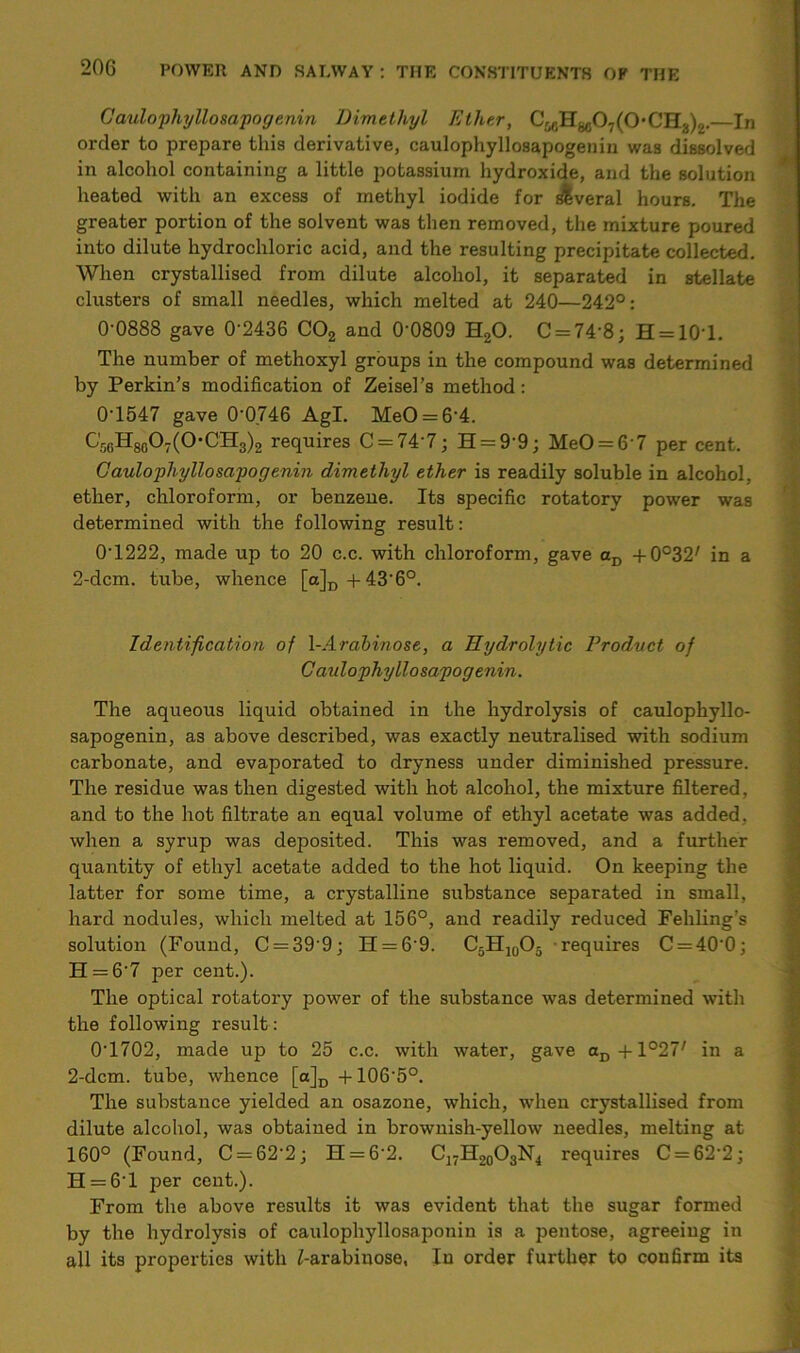 206 POWER AND SALWAY : THE CONSTITUENTS OF THE
Caulophyllosapogenin Dimethyl Ether, C₅₆H₈₆O₇(O·CH₃)₂.—In
order to prepare this derivative, caulophyllosapogenin was dissolved
in alcohol containing a little potassium hydroxide, and the solution
heated with an excess of methyl iodide for several hours. The
greater portion of the solvent was then removed, the mixture poured
into dilute hydrochloric acid, and the resulting precipitate collected.
When crystallised from dilute alcohol, it separated in stellate
clusters of small needles, which melted at 240—242°:
0·0888 gave 0·2436 CO₂ and 0·0809 H₂O. C=74·8; H=10·1.
The number of methoxyl groups in the compound was determined
by Perkin's modification of Zeisel's method:
0·1547 gave 0·0746 AgI. MeO=6·4.
C₅₆H₈₆O₇(O·CH₃)₂ requires C=74·7; H=9·9; MeO=6·7 per cent.
Caulophyllosapogenin dimethyl ether is readily soluble in alcohol,
ether, chloroform, or benzene. Its specific rotatory power was
determined with the following result:
0·1222, made up to 20 c.c. with chloroform, gave α_D +0°32′ in a
2-dcm. tube, whence [α]_D +43·6°.
Identification of l-Arabinose, a Hydrolytic Product of
Caulophyllosapogenin.
The aqueous liquid obtained in the hydrolysis of caulophyllo-
sapogenin, as above described, was exactly neutralised with sodium
carbonate, and evaporated to dryness under diminished pressure.
The residue was then digested with hot alcohol, the mixture filtered,
and to the hot filtrate an equal volume of ethyl acetate was added,
when a syrup was deposited. This was removed, and a further
quantity of ethyl acetate added to the hot liquid. On keeping the
latter for some time, a crystalline substance separated in small,
hard nodules, which melted at 156°, and readily reduced Fehling's
solution (Found, C=39·9; H=6·9. C₅H₁₀O₅ requires C=40·0;
H=6·7 per cent.).
The optical rotatory power of the substance was determined with
the following result:
0·1702, made up to 25 c.c. with water, gave α_D +1°27′ in a
2-dcm. tube, whence [α]_D +106·5°.
The substance yielded an osazone, which, when crystallised from
dilute alcohol, was obtained in brownish-yellow needles, melting at
160° (Found, C=62·2; H=6·2. C₁₇H₂₀O₃N₄ requires C=62·2;
H=6·1 per cent.).
From the above results it was evident that the sugar formed
by the hydrolysis of caulophyllosaponin is a pentose, agreeing in
all its properties with l-arabinose. In order further to confirm its